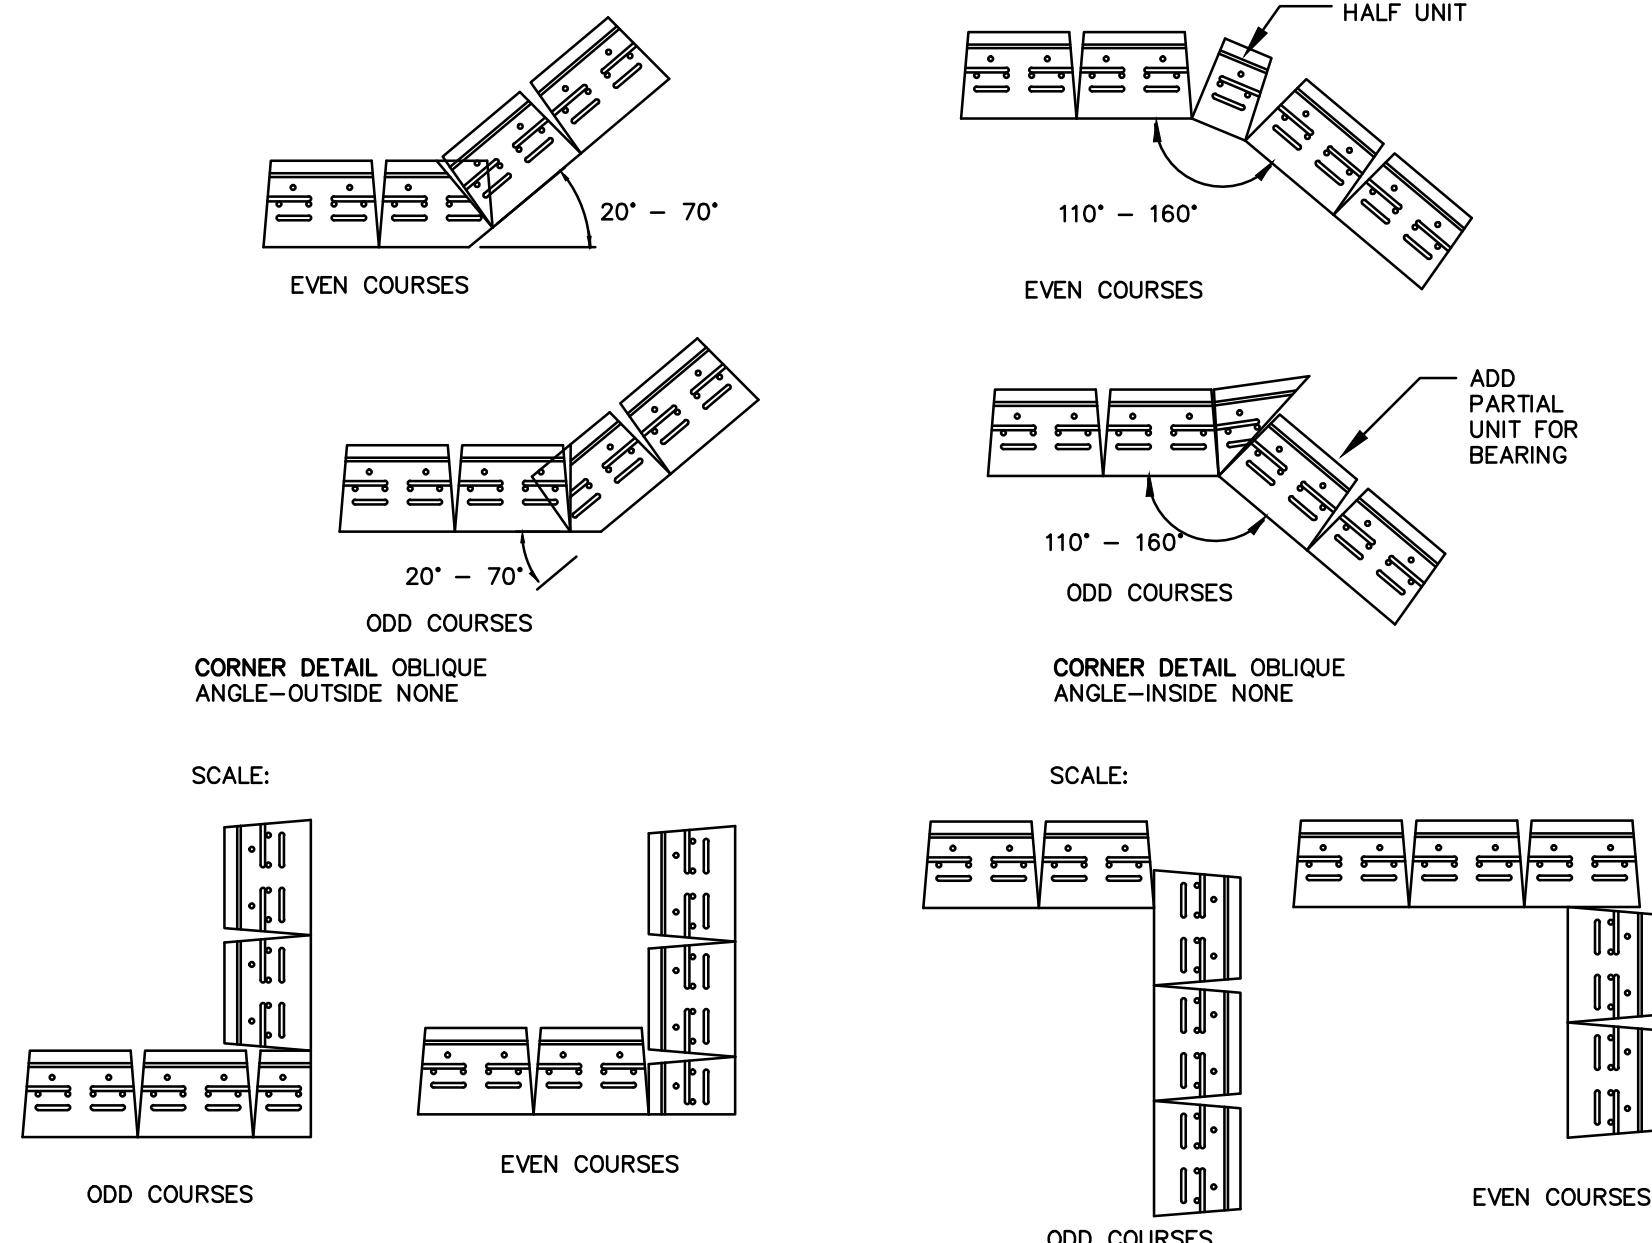 HALF UNIT
20° – 70°
110° – 160°
EVEN COURSES
EVEN COURSES
ADD
PARTIAL
UNIT FOR
BEARING
110° – 160°
20° – 70°
ODD COURSES
ODD COURSES
CORNER DETAIL OBLIQUE
ANGLE–OUTSIDE NONE
CORNER DETAIL OBLIQUE
ANGLE–INSIDE NONE
SCALE:
SCALE:
EVEN COURSES
ODD COURSES
EVEN COURSES
ODD COURSES